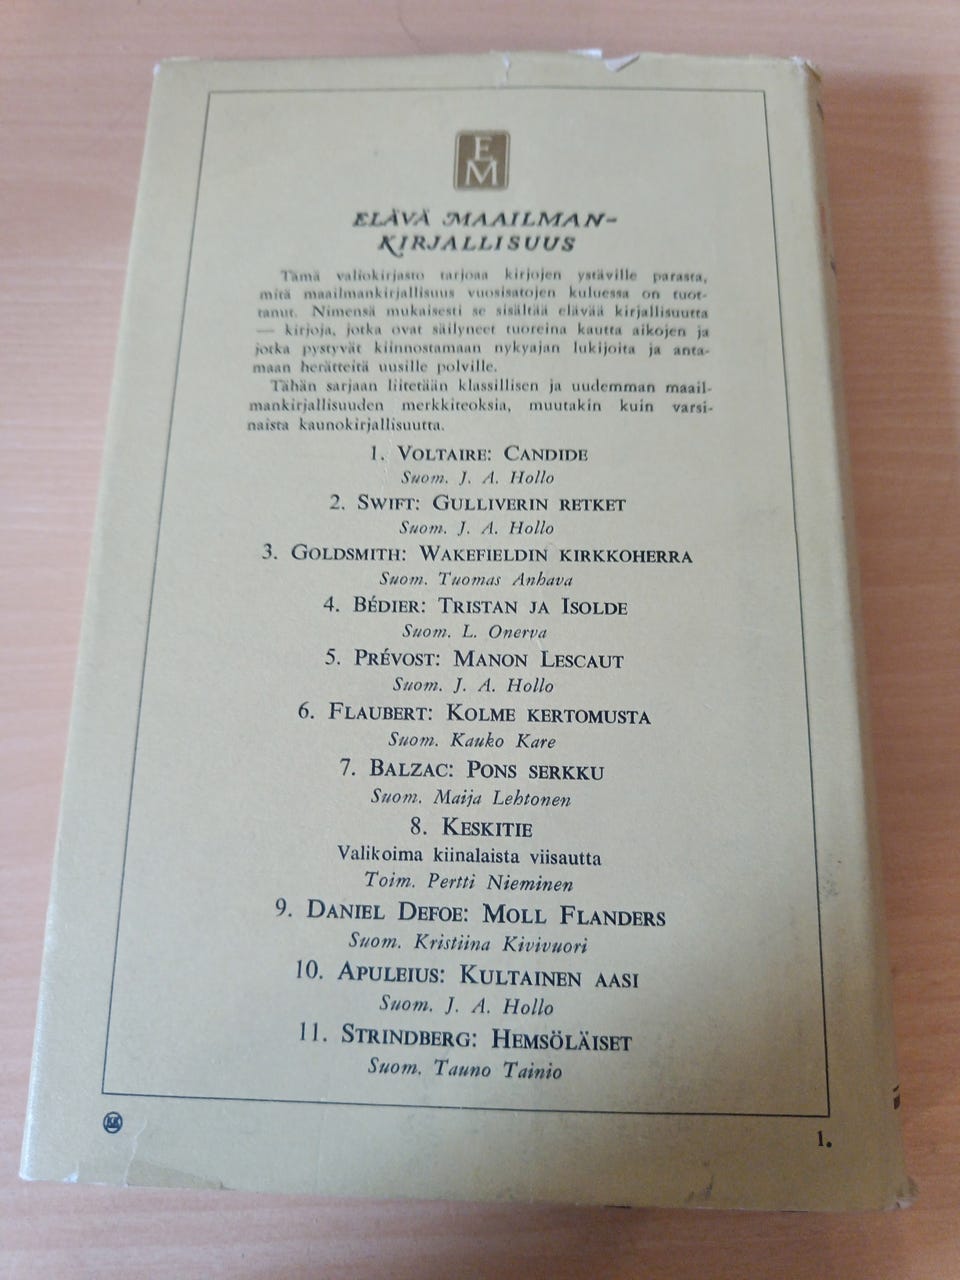 E
M
ELÄVÄ MAAILMAN-
KIRJALLISUUS
Tämä valiokirjasto tarjoaa kirjojen ystäville parasta,
mitä maailmankirjallisuus vuosisatojen kuluessa on tuot-
tanut. Nimensä mukaisesti se sisältää elävää kirjallisuutta
— kirjoja, jotka ovat säilyneet tuoreina kautta aikojen ja
jotka pystyvät kiinnostamaan nykyajan lukijoita ja anta-
maan herätteitä uusille polville.
Tähän sarjaan liitetään klassillisen ja uudemman maail-
mankirjallisuuden merkkiteoksia, muutakin kuin varsi-
naista kaunokirjallisuutta.
1. VOLTAIRE: CANDIDE
Suom. J. A. Hollo
2. SWIFT: GULLIVERIN RETKET
Suom. J. A. Hollo
3. GOLDSMITH: WAKEFIELDIN KIRKKOHERRA
Suom. Tuomas Anhava
4. BÉDIER: TRISTAN JA ISOLDE
Suom. L. Onerva
5. PRÉVOST: MANON LESCAUT
Suom. J. A. Hollo
6. FLAUBERT: KOLME KERTOMUSTA
Suom. Kauko Kare
7. BALZAC: PONS SERKKU
Suom. Maija Lehtonen
8. KESKITIE
Valikoima kiinalaista viisautta
Toim. Pertti Nieminen
9. DANIEL DEFOE: MOLL FLANDERS
Suom. Kristiina Kivivuori
10. APULEIUS: KULTAINEN AASI
Suom. J. A. Hollo
11. STRINDBERG: HEMSÖLÄISET
Suom. Tauno Tainio
KK
1.